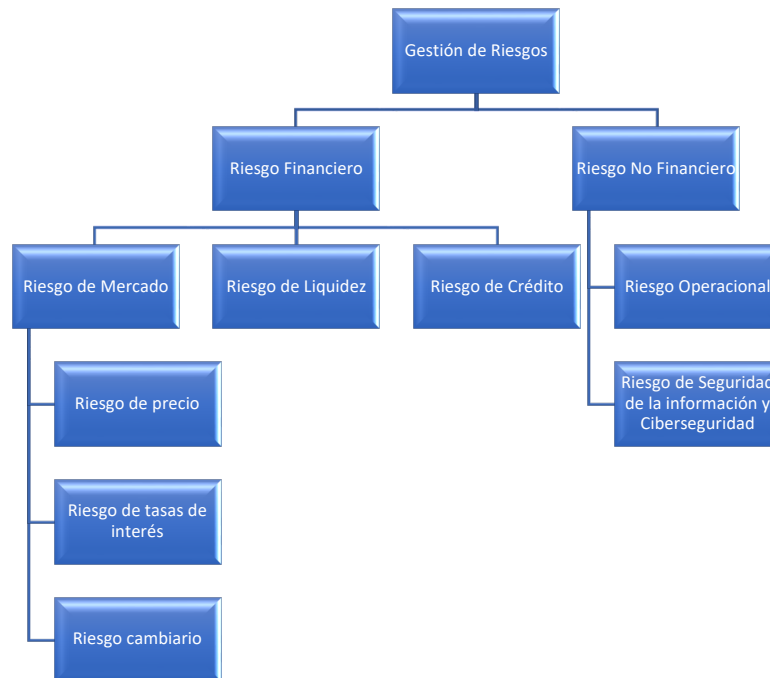 Gestión de Riesgos
Riesgo Financiero
Riesgo No Financiero
Riesgo de Mercado
Riesgo de Liquidez
Riesgo de Crédito
Riesgo Operacional
Riesgo de precio
Riesgo de Seguridad
de la información y
Ciberseguridad
Riesgo de tasas de
interés
Riesgo cambiario